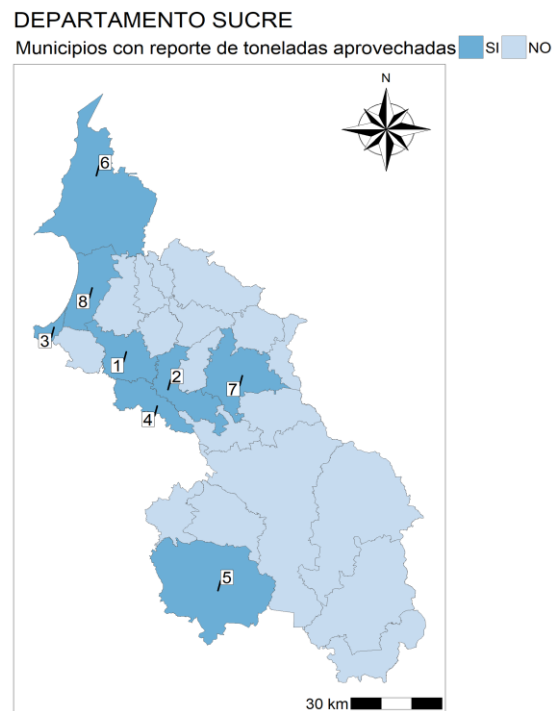 DEPARTAMENTO SUCRE
Municipios con reporte de toneladas aprovechadas SI NO
N
6
8
3
1
2
7
4
5
30 km